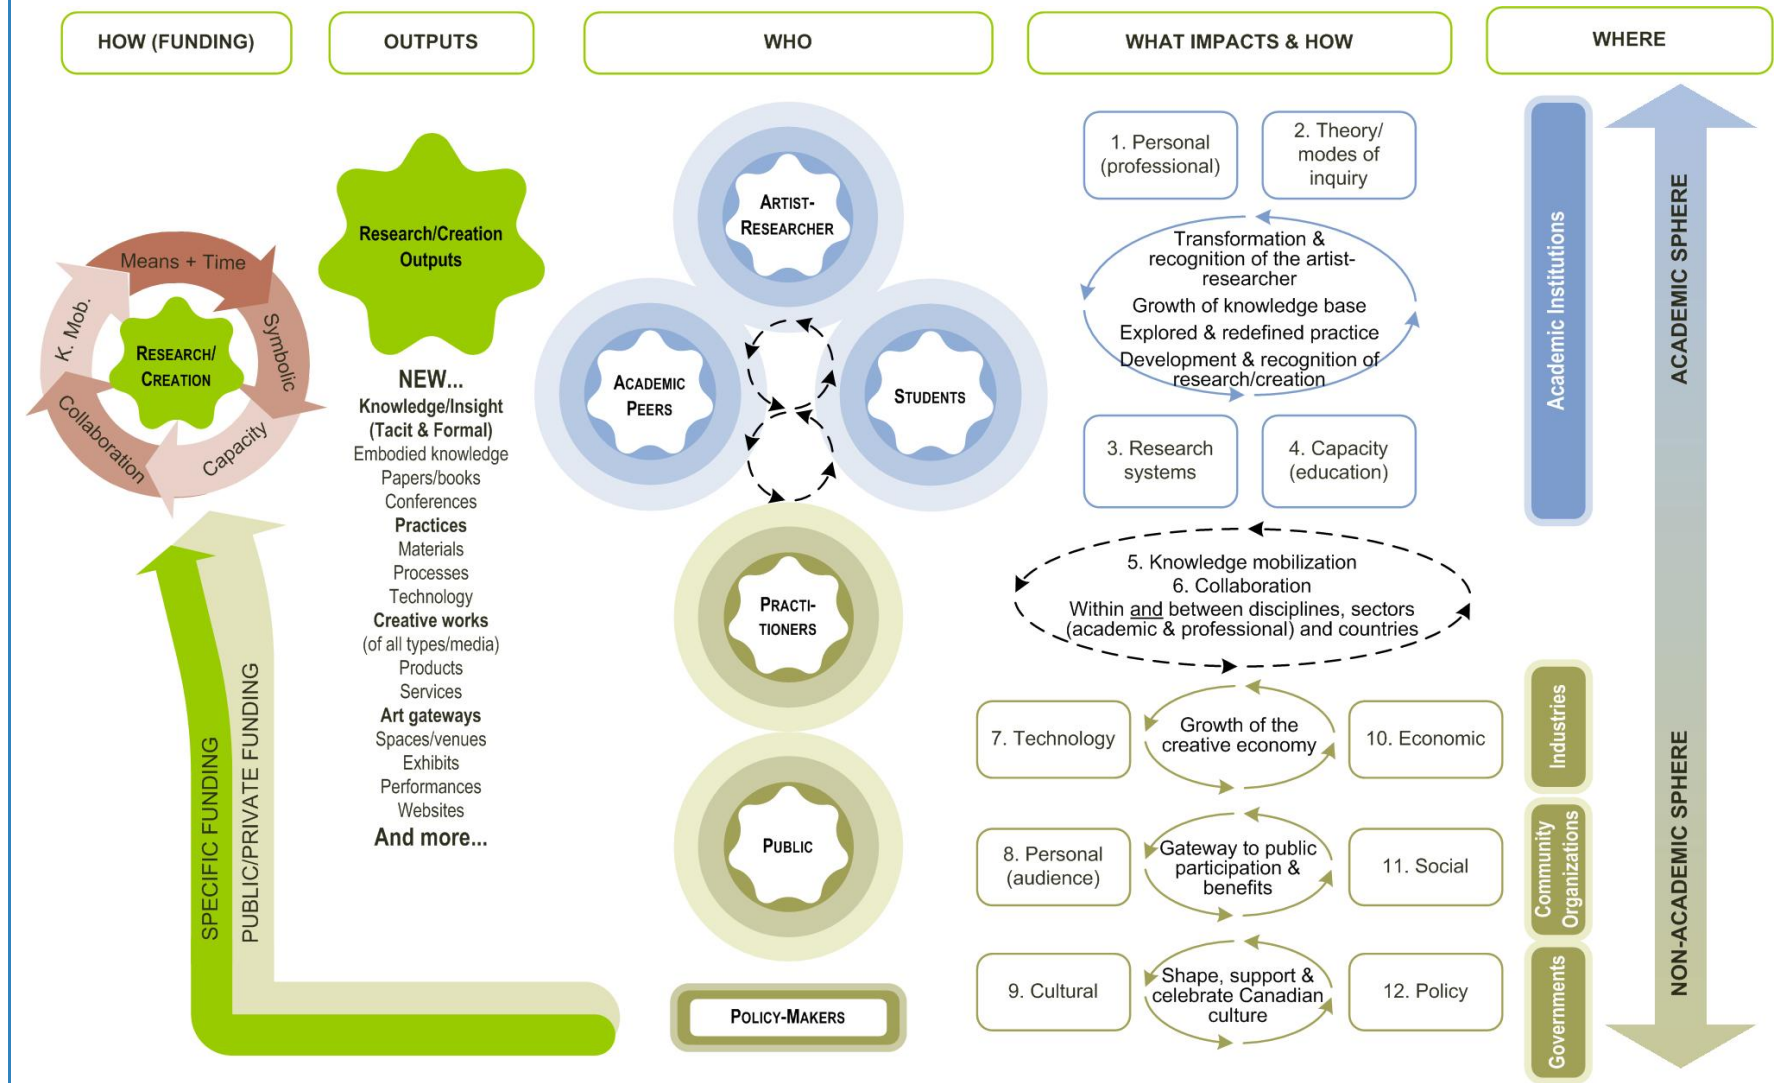 HOW (FUNDING)
OUTPUTS
WHO
WHAT IMPACTS & HOW
WHERE
Means + Time
Symbolic
Capacity
Collaboration
K. Mob.
RESEARCH/
CREATION
SPECIFIC FUNDING
PUBLIC/PRIVATE FUNDING
Research/Creation
Outputs
NEW...
Knowledge/Insight
(Tacit & Formal)
Embodied knowledge
Papers/books
Conferences
Practices
Materials
Processes
Technology
Creative works
(of all types/media)
Products
Services
Art gateways
Spaces/venues
Exhibits
Performances
Websites
And more...
ARTIST-
RESEARCHER
ACADEMIC
PEERS
STUDENTS
PRACTI-
TIONERS
PUBLIC
POLICY-MAKERS
1. Personal
(professional)
2. Theory/
modes of
inquiry
Transformation &
recognition of the artist-
researcher
Growth of knowledge base
Explored & redefined practice
Development & recognition of
research/creation
3. Research
systems
4. Capacity
(education)
5. Knowledge mobilization
6. Collaboration
Within and between disciplines, sectors
(academic & professional) and countries
7. Technology
Growth of the
creative economy
10. Economic
8. Personal
(audience)
Gateway to public
participation &
benefits
11. Social
9. Cultural
Shape, support &
celebrate Canadian
culture
12. Policy
Academic Institutions
Industries
Community
Organizations
Governments
ACADEMIC SPHERE
NON-ACADEMIC SPHERE